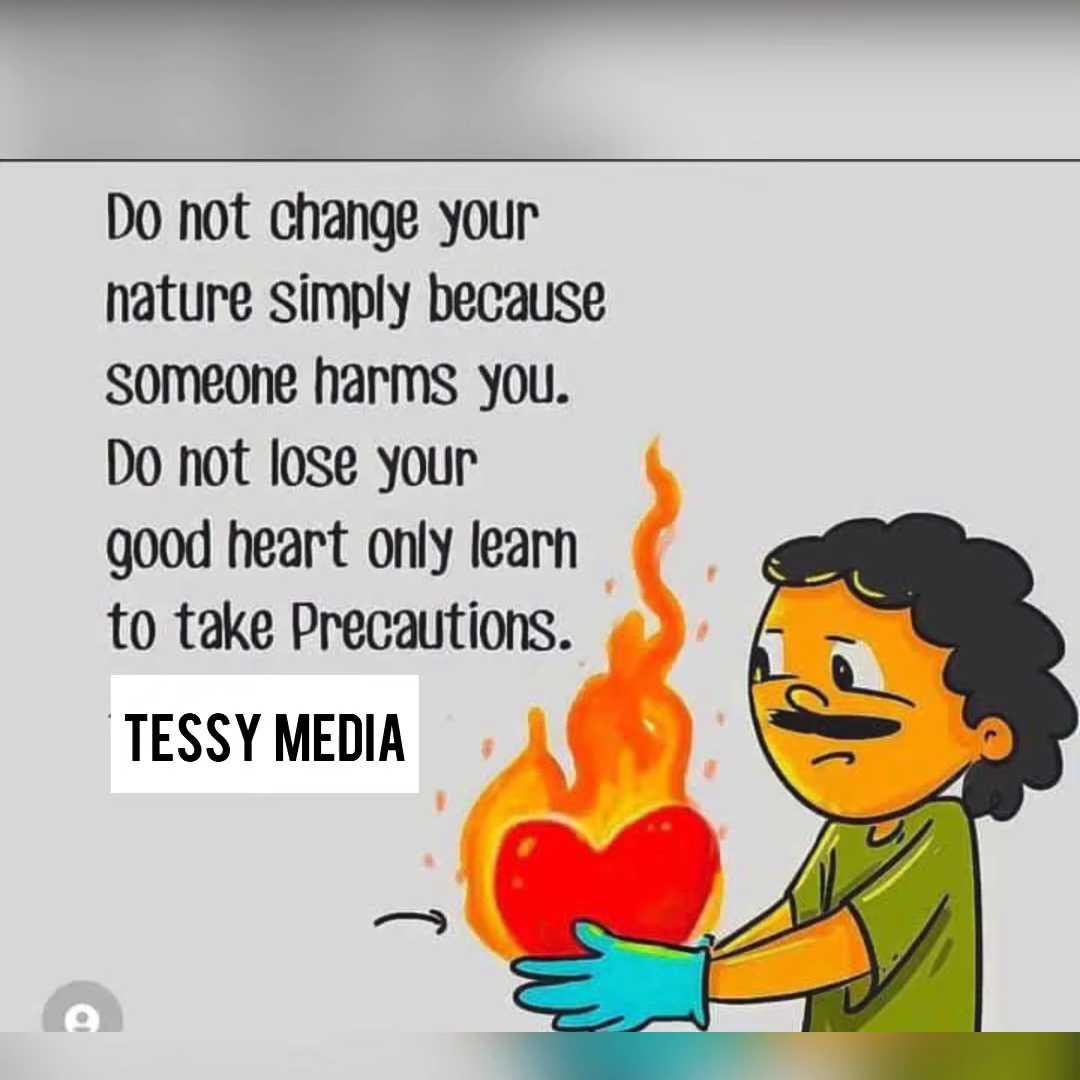 Do not change your
nature simply because
someone harms you.
Do not lose your
good heart only learn
to take Precautions.
TESSY MEDIA